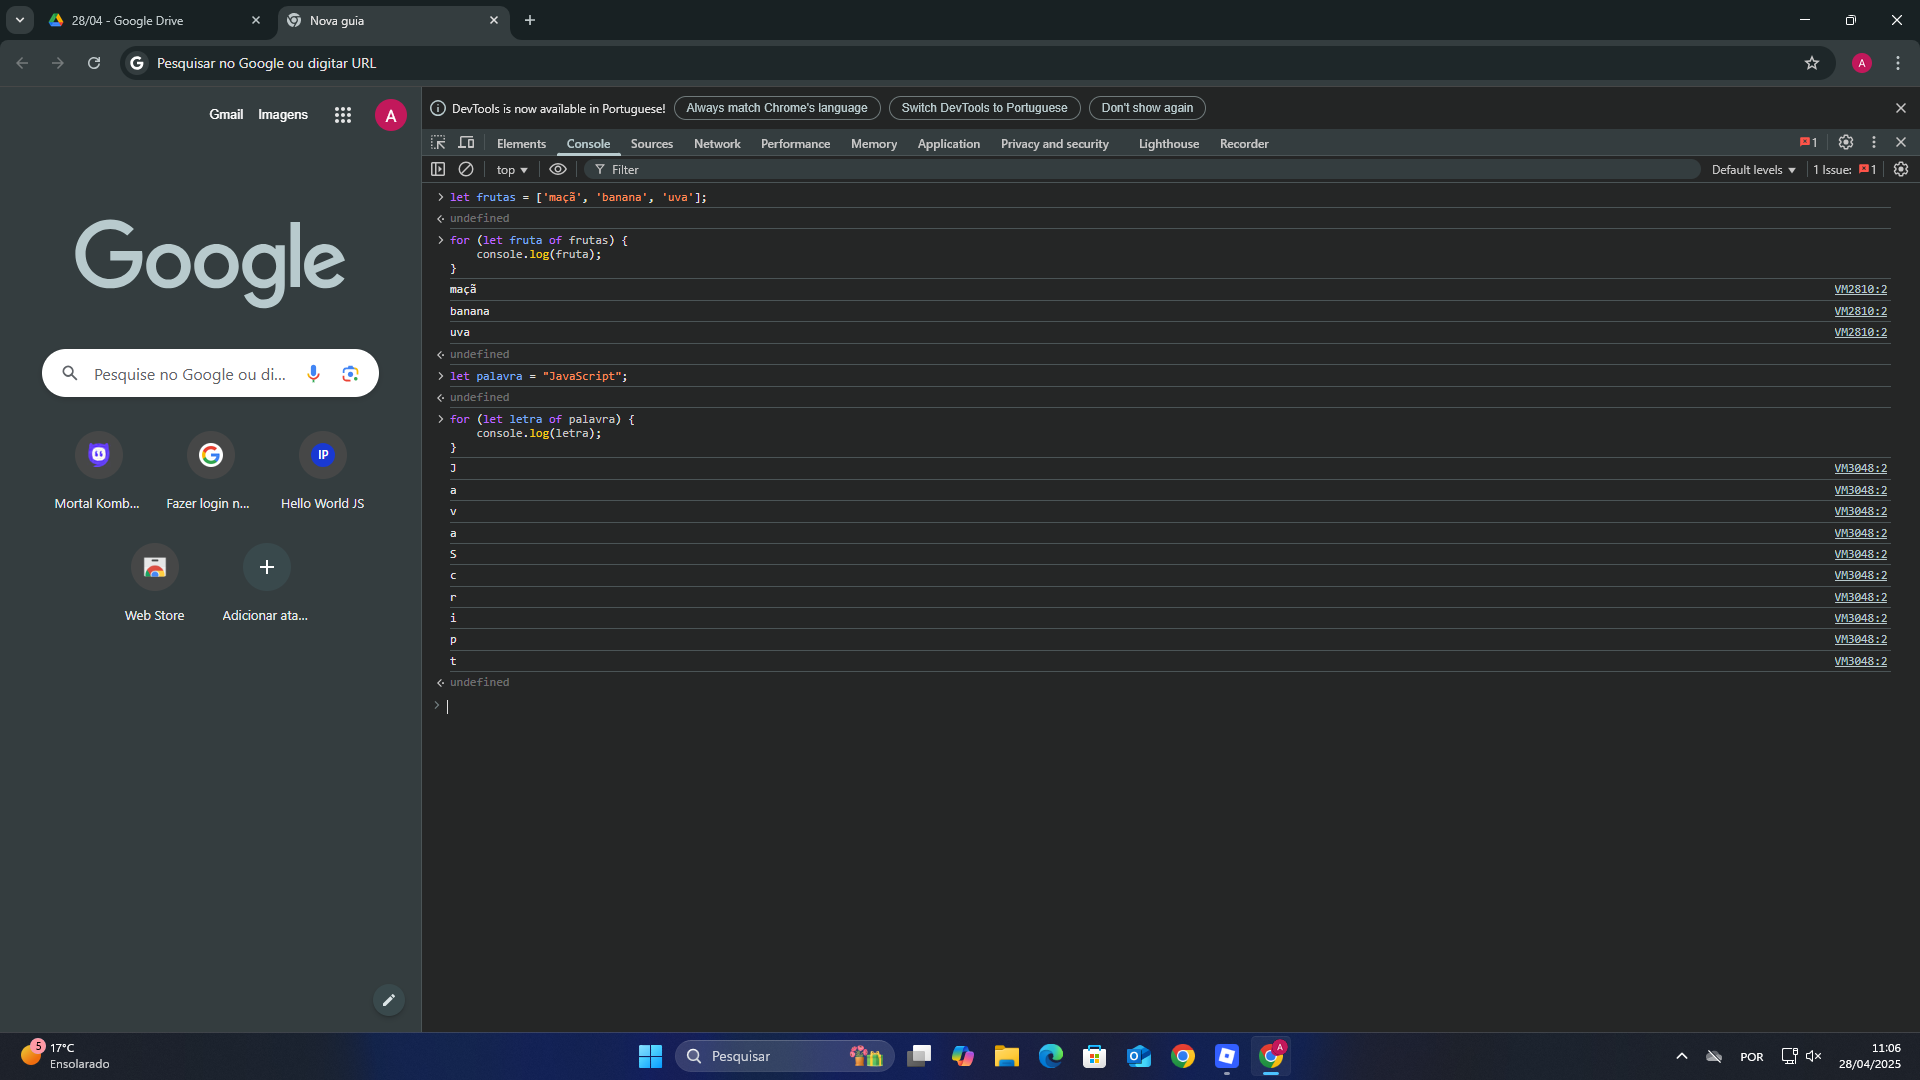 28/04 - Google Drive
Nova guia
Pesquisar no Google ou digitar URL
A
Gmail
Imagens
A
Google
Pesquise no Google ou di...
Mortal Komb...
Fazer login n...
IP
Hello World JS
Web Store
Adicionar ata...
DevTools is now available in Portuguese!
Always match Chrome's language
Switch DevTools to Portuguese
Don't show again
Elements
Console
Sources
Network
Performance
Memory
Application
Privacy and security
Lighthouse
Recorder
1
top
Filter
Default levels
1 Issue:
1
let frutas = ['maçã', 'banana', 'uva'];
undefined
for (let fruta of frutas) {
console.log(fruta);
}
maçã VM2810:2
banana VM2810:2
uva VM2810:2
undefined
let palavra = "JavaScript";
undefined
for (let letra of palavra) {
console.log(letra);
}
J VM3048:2
a VM3048:2
v VM3048:2
a VM3048:2
S VM3048:2
c VM3048:2
r VM3048:2
i VM3048:2
p VM3048:2
t VM3048:2
undefined
5
17°C
Ensolarado
Pesquisar
A
POR
11:06
28/04/2025